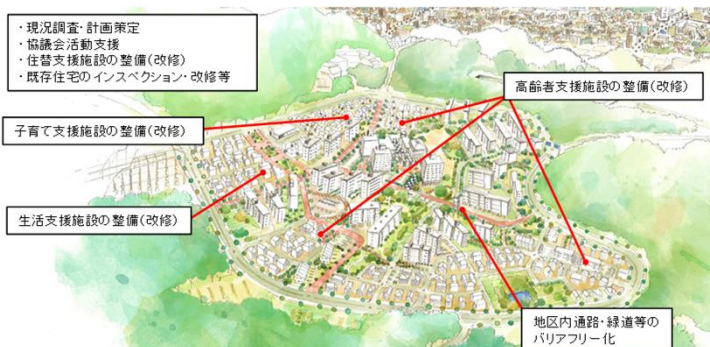 ・現況調査・計画策定
・協議会活動支援
・住替支援施設の整備(改修)
・既存住宅のインスペクション・改修等
高齢者支援施設の整備(改修)
子育て支援施設の整備(改修)
生活支援施設の整備(改修)
地区内通路・緑道等の
バリアフリー化